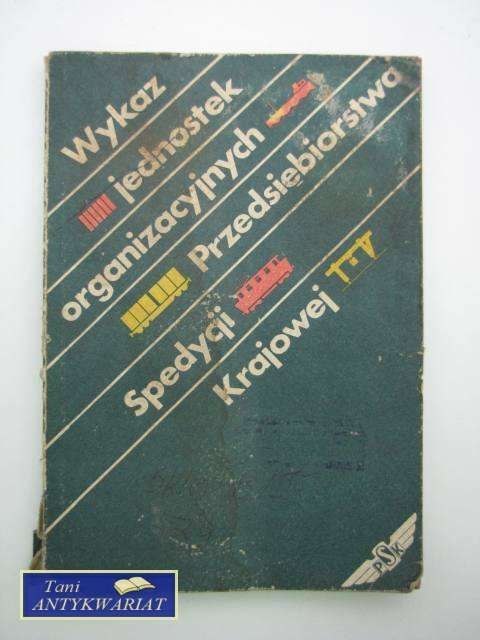 Wykaz
jednostek
organizacyjnych
Przedsiębiorstwa
Spedycji
Krajowej
PSK
Tani
ANTYKWARIAT